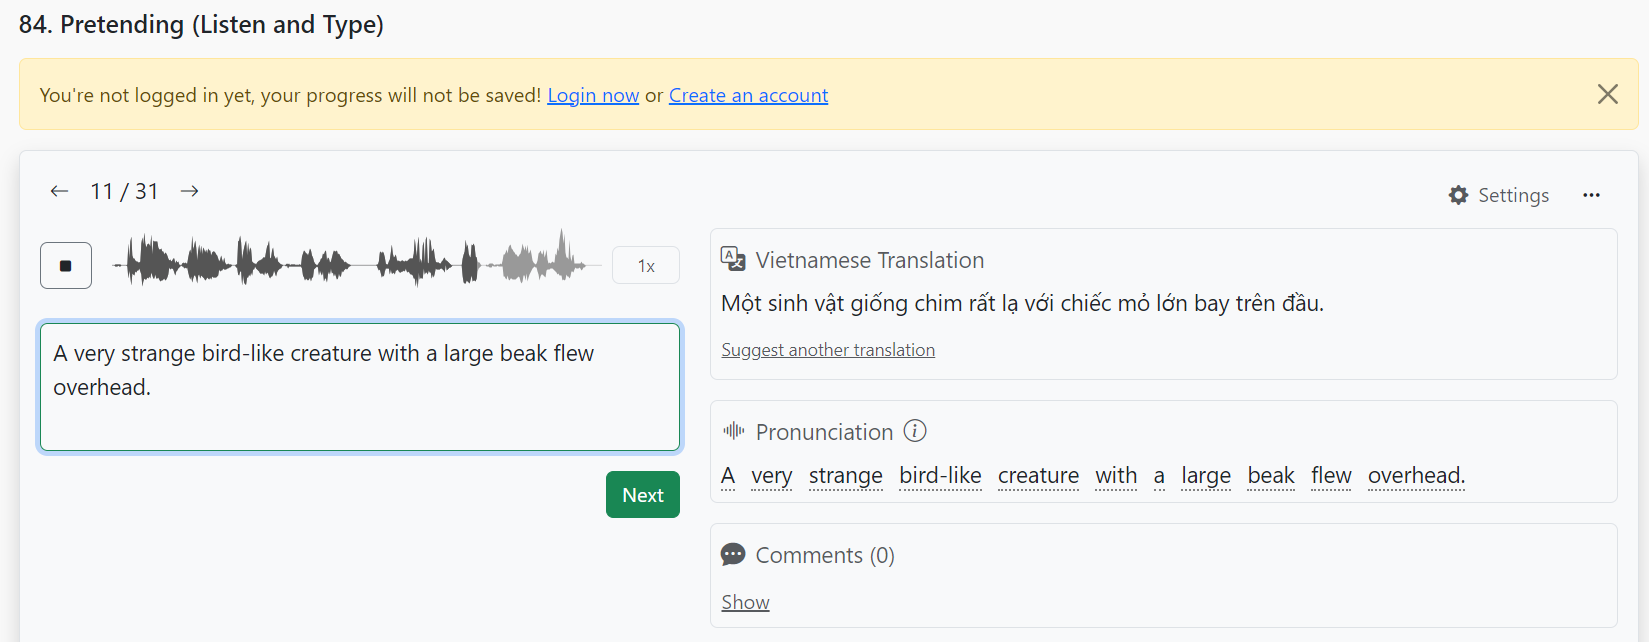 84. Pretending (Listen and Type)
You're not logged in yet, your progress will not be saved! Login now or Create an account
11 / 31
Settings
1x
A very strange bird-like creature with a large beak flew
overhead.
Next
Vietnamese Translation
Một sinh vật giống chim rất lạ với chiếc mỏ lớn bay trên đầu.
Suggest another translation
Pronunciation
A very strange bird-like creature with a large beak flew overhead.
Comments (0)
Show